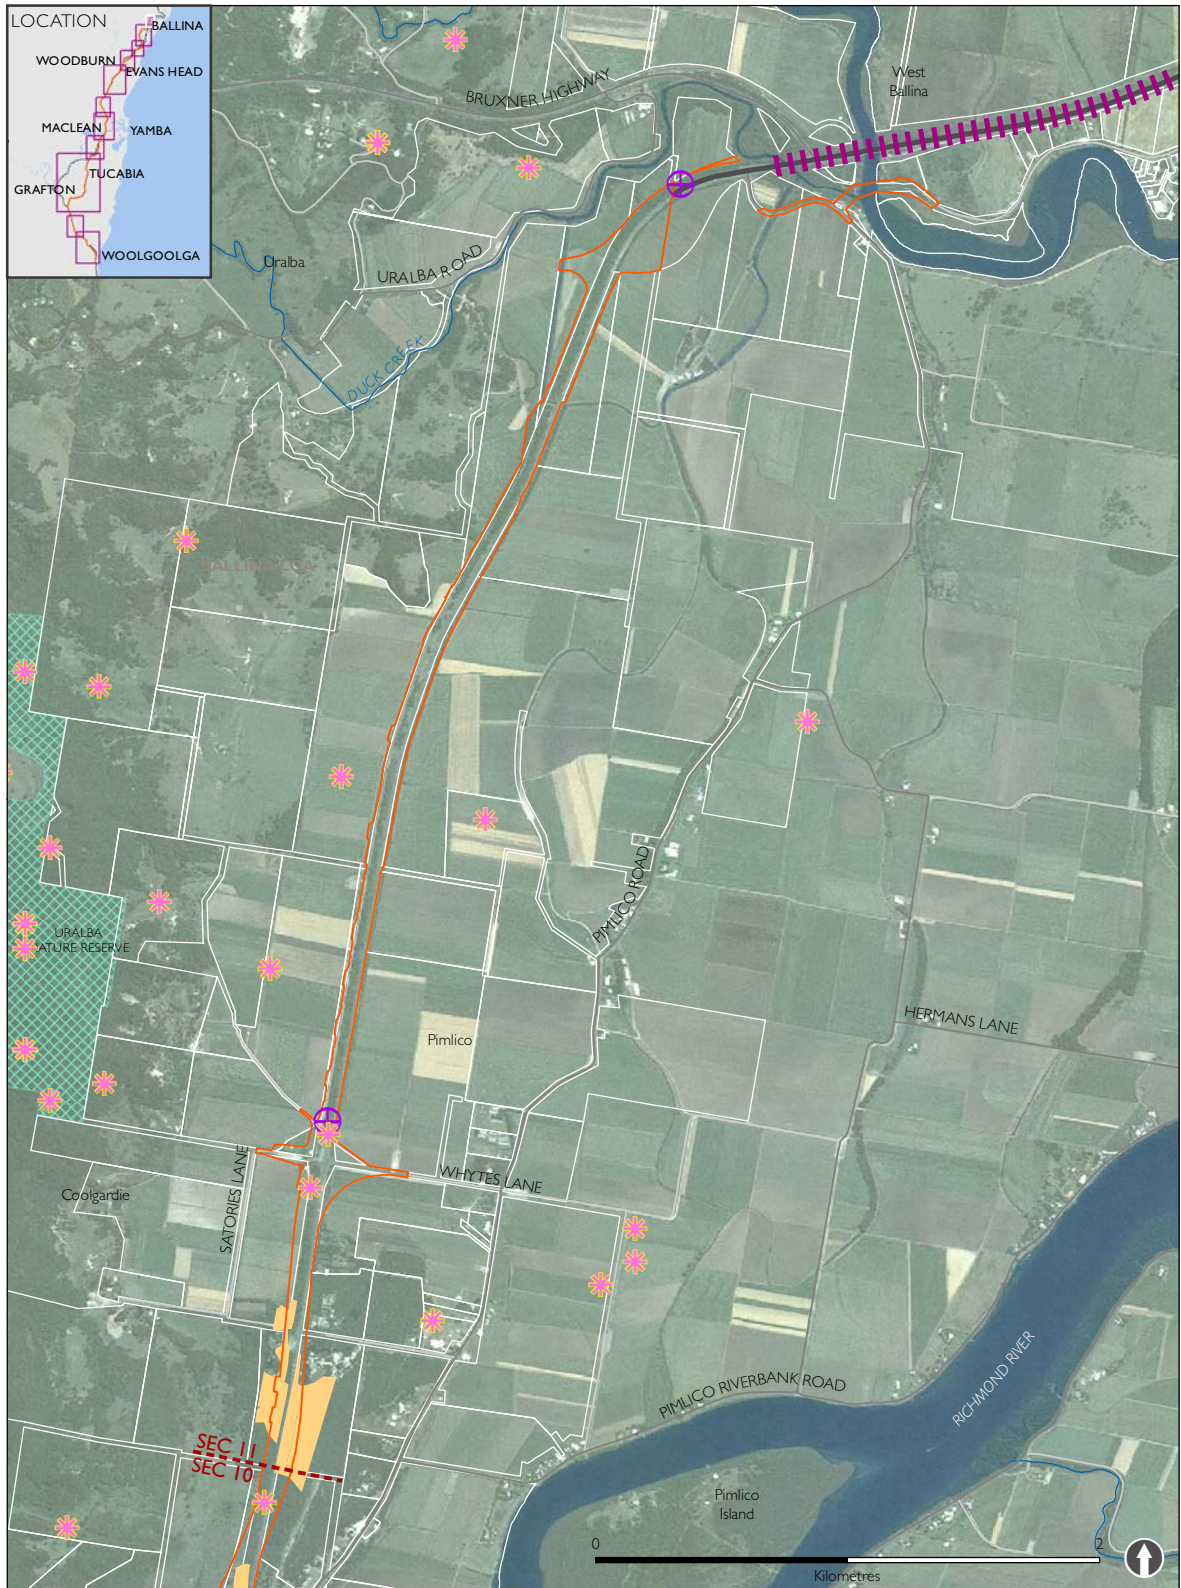 LOCATION
BALLINA
WOODBURN
EVANS HEAD
MACLEAN
YAMBA
TUCABIA
GRAFTON
WOOLGOOLGA
BRUXNER HIGHWAY
West
Ballina
Uralba
URALBA ROAD
DUCK CREEK
BALLINA LGA
URALBA
NATURE RESERVE
PIMLICO ROAD
HERMANS LANE
Pimlico
WHYTES LANE
SATORIES LANE
Coolgardie
PIMLICO RIVERBANK ROAD
RICHMOND RIVER
SEC 11
SEC 10
Pimlico
Island
0 2
Kilometres